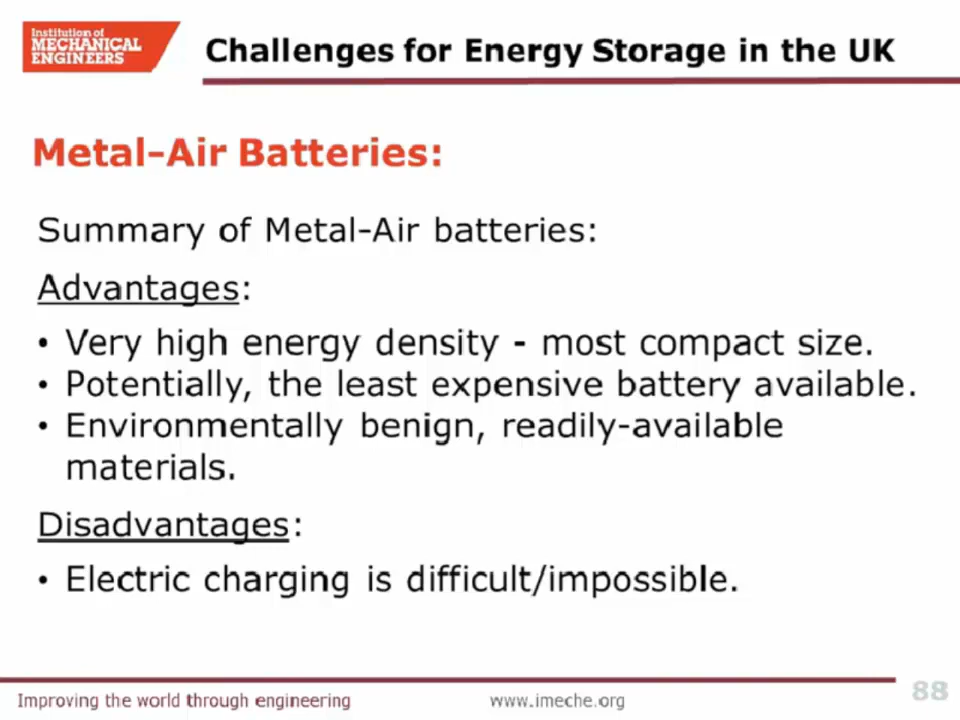 Institution of
MECHANICAL
ENGINEERS
Challenges for Energy Storage in the UK
Metal–Air Batteries:
Summary of Metal-Air batteries:
Advantages:
• Very high energy density - most compact size.
• Potentially, the least expensive battery available.
• Environmentally benign, readily-available
materials.
Disadvantages:
• Electric charging is difficult/impossible.
Improving the world through engineering
www.imeche.org
88